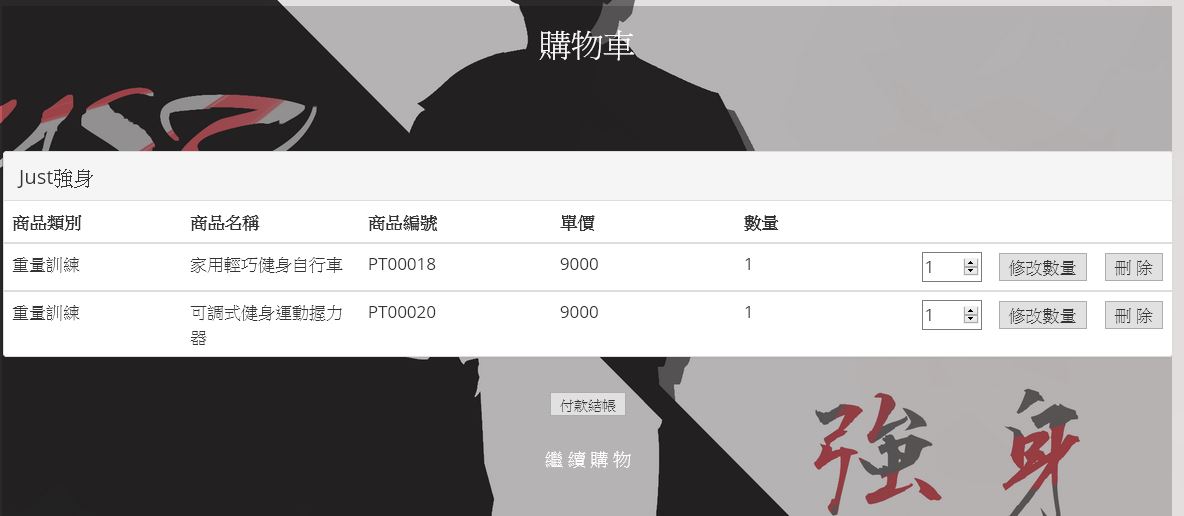 購物車
Just強身
商品類別 商品名稱 商品編號 單價 數量
重量訓練 家用輕巧健身自行車 PT00018 9000 1 1 修改數量 刪 除
重量訓練 可調式健身運動握力器 PT00020 9000 1 1 修改數量 刪 除
付款結帳
繼 續 購 物
強 身